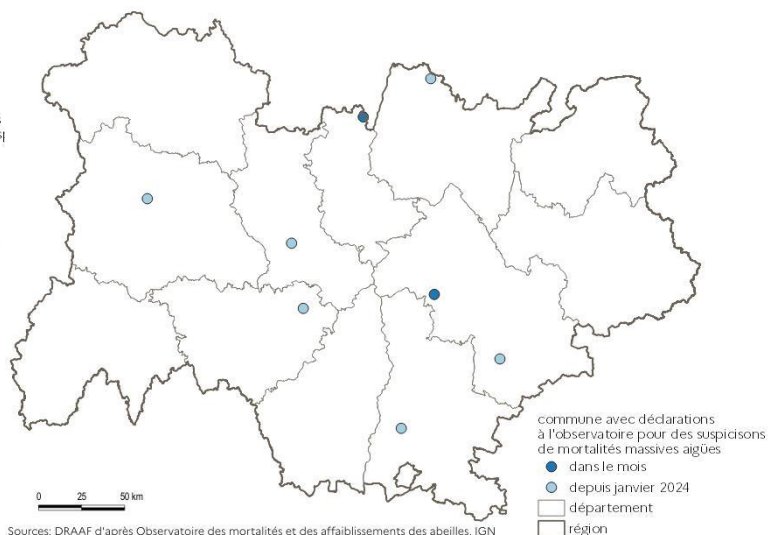 s
sp
commune avec déclarations
à l'observatoire pour des suspicisons
de mortalités massives aigües
dans le mois
depuis janvier 2024
département
région
0 25 50 km
Sources: DRAAF d'après Observatoire des mortalités et des affaiblissements des abeilles, IGN